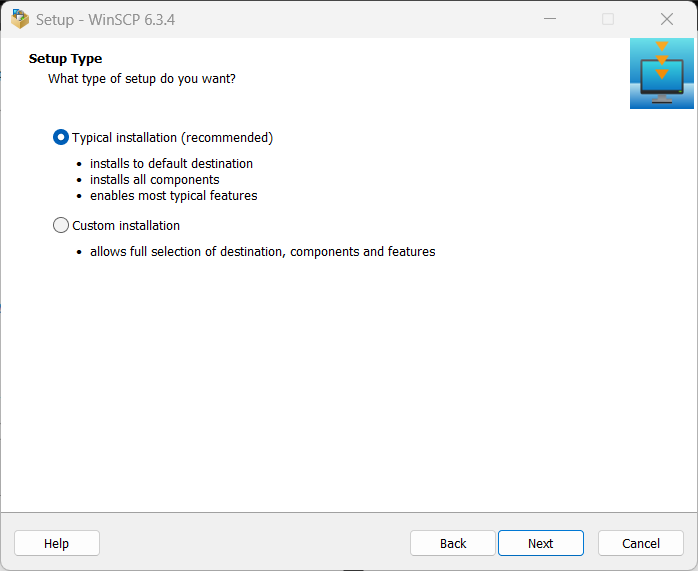 Setup - WinSCP 6.3.4
Setup Type
What type of setup do you want?
Typical installation (recommended)
• installs to default destination
• installs all components
• enables most typical features
Custom installation
• allows full selection of destination, components and features
Help
Back
Next
Cancel